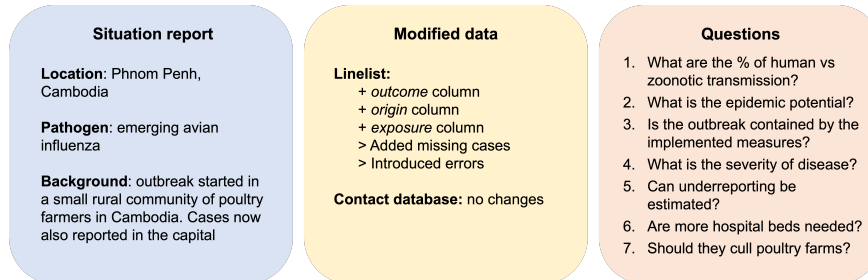 Situation report
Location: Phnom Penh,
Cambodia
Pathogen: emerging avian
influenza
Background: outbreak started in
a small rural community of poultry
farmers in Cambodia. Cases now
also reported in the capital
Modified data
Linelist:
+ outcome column
+ origin column
+ exposure column
> Added missing cases
> Introduced errors
Contact database: no changes
Questions
1. What are the % of human vs
zoonotic transmission?
2. What is the epidemic potential?
3. Is the outbreak contained by the
implemented measures?
4. What is the severity of disease?
5. Can underreporting be
estimated?
6. Are more hospital beds needed?
7. Should they cull poultry farms?